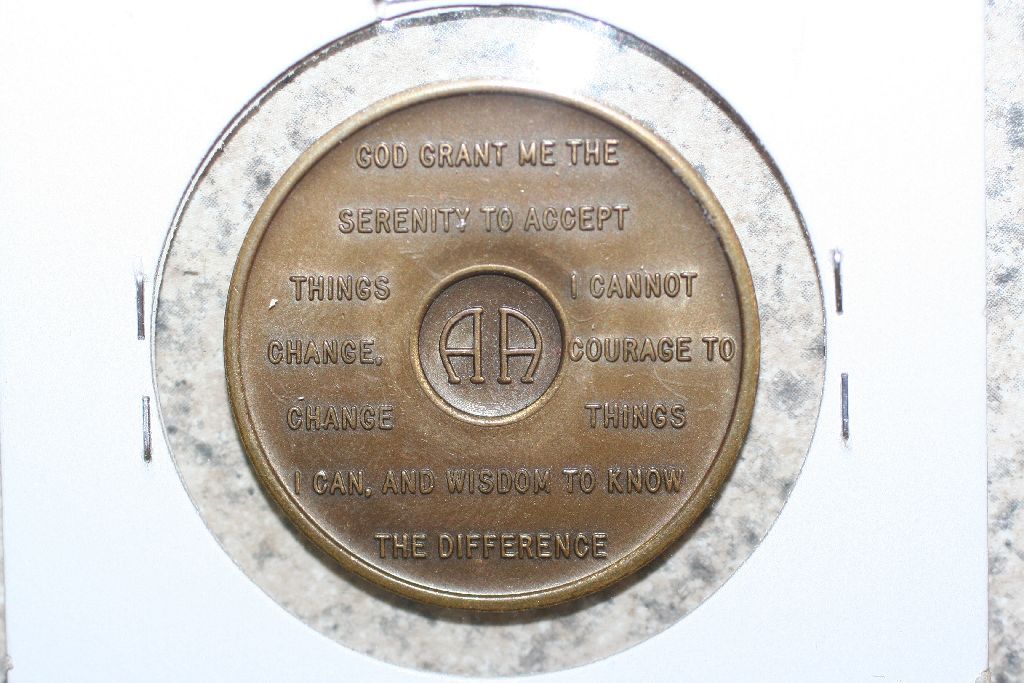 GOD GRANT ME THE
SERENITY TO ACCEPT
THINGS I CANNOT
CHANGE, COURAGE TO
AA
CHANGE THINGS
I CAN, AND WISDOM TO KNOW
THE DIFFERENCE